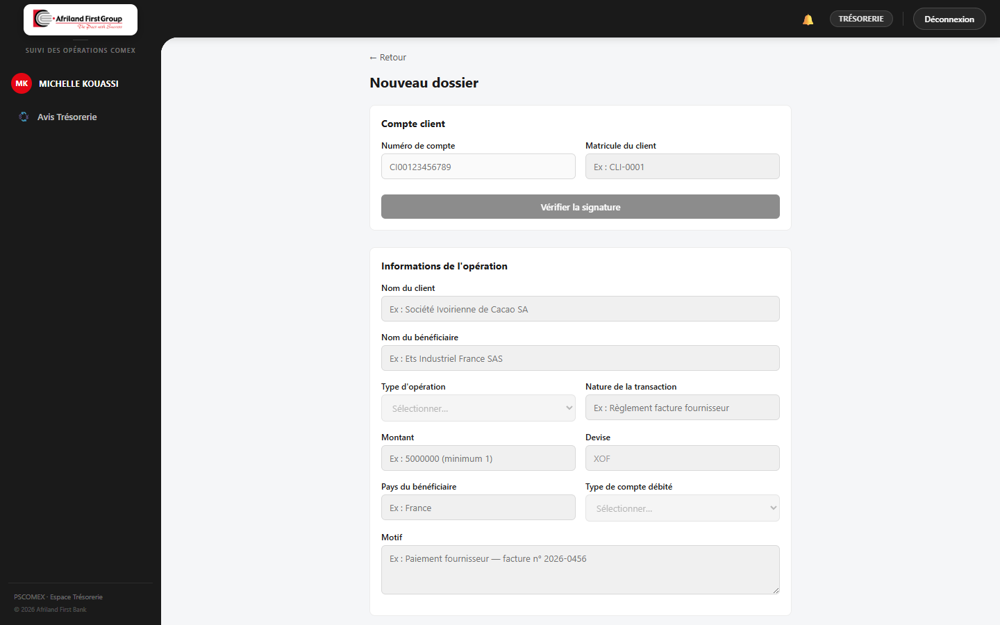 Afriland First Group
The Pact with Success
TRÉSORERIE
Déconnexion
SUIVI DES OPÉRATIONS COMEX
MK
MICHELLE KOUASSI
Avis Trésorerie
← Retour
Nouveau dossier
Compte client
Numéro de compte
Matricule du client
CI00123456789
Ex : CLI-0001
Vérifier la signature
Informations de l'opération
Nom du client
Ex : Société Ivoirienne de Cacao SA
Nom du bénéficiaire
Ex : Ets Industriel France SAS
Type d'opération
Nature de la transaction
Sélectionner...
Ex : Règlement facture fournisseur
Montant
Devise
Ex : 5000000 (minimum 1)
XOF
Pays du bénéficiaire
Type de compte débité
Ex : France
Sélectionner...
Motif
Ex : Paiement fournisseur — facture n° 2026-0456
PSCOMEX · Espace Trésorerie
© 2026 Afriland First Bank